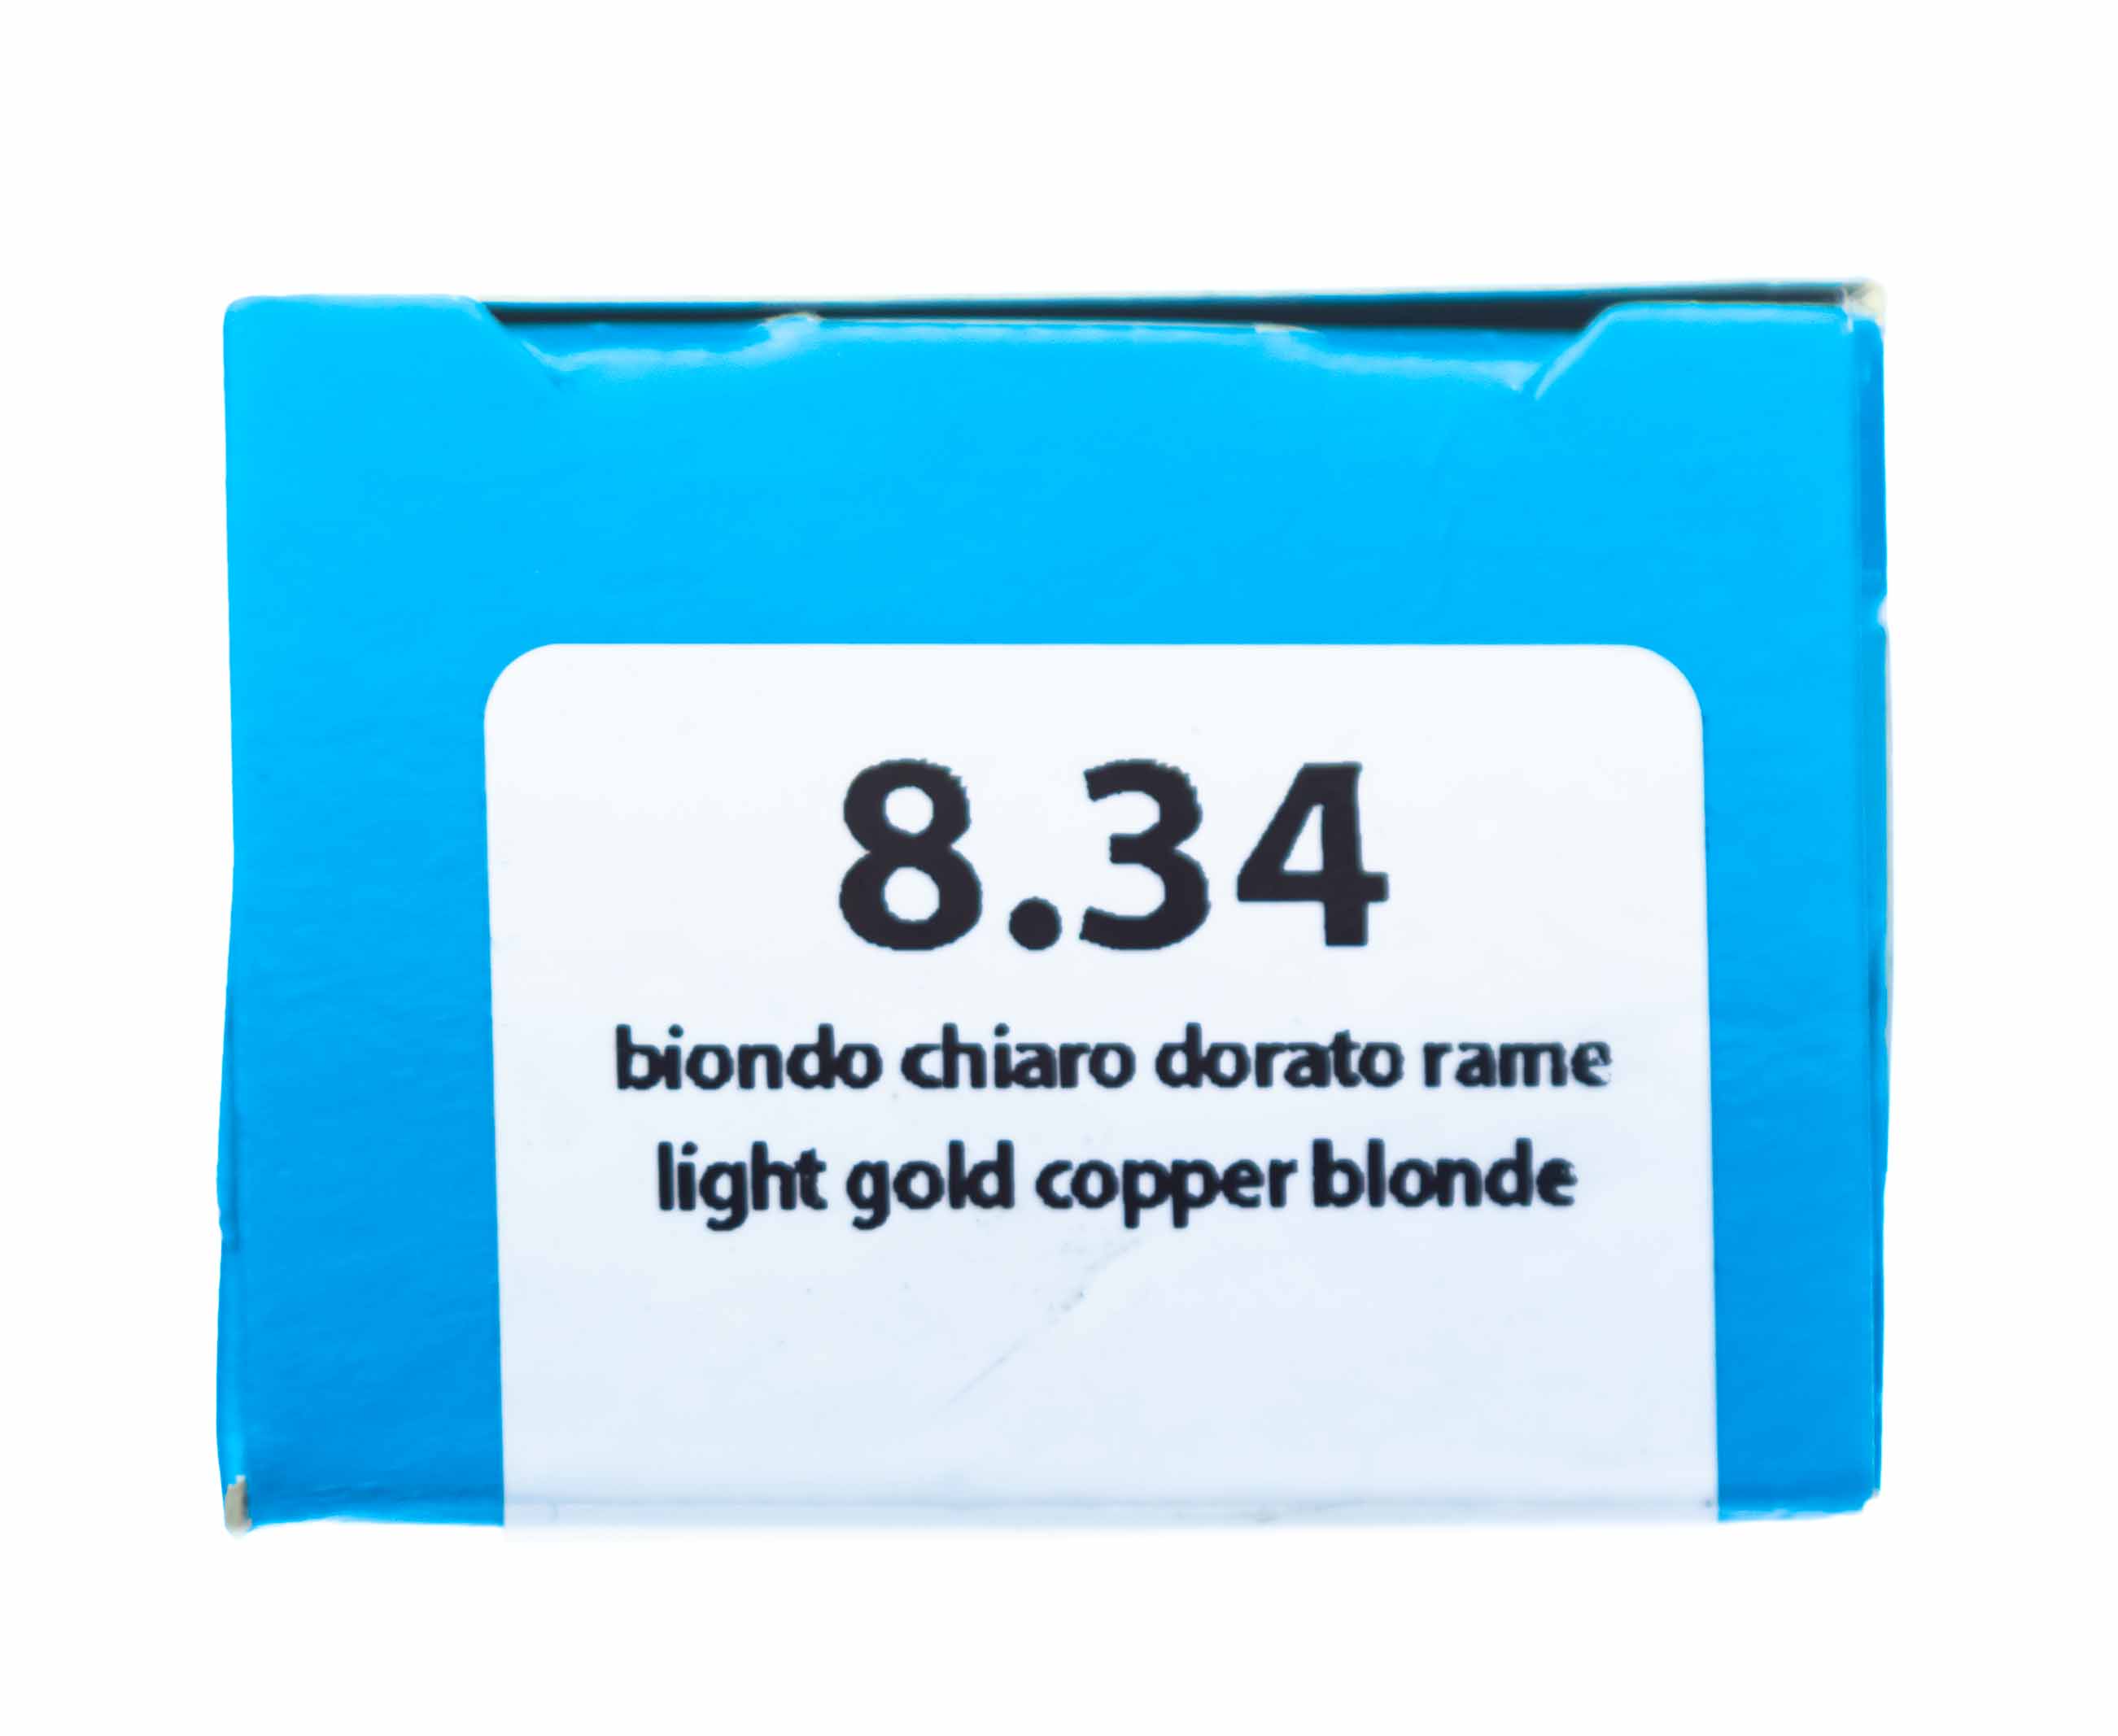 8.34
biondo chiaro dorato rame
light gold copper blonde